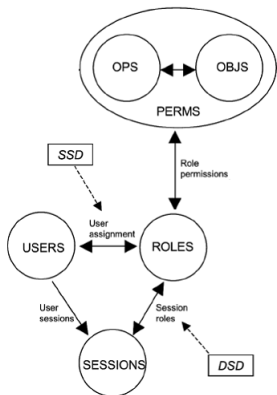 OPS
OBJS
PERMS
SSD
Role
permissions
User
assignment
USERS
ROLES
User
sessions
Session
roles
SESSIONS
DSD